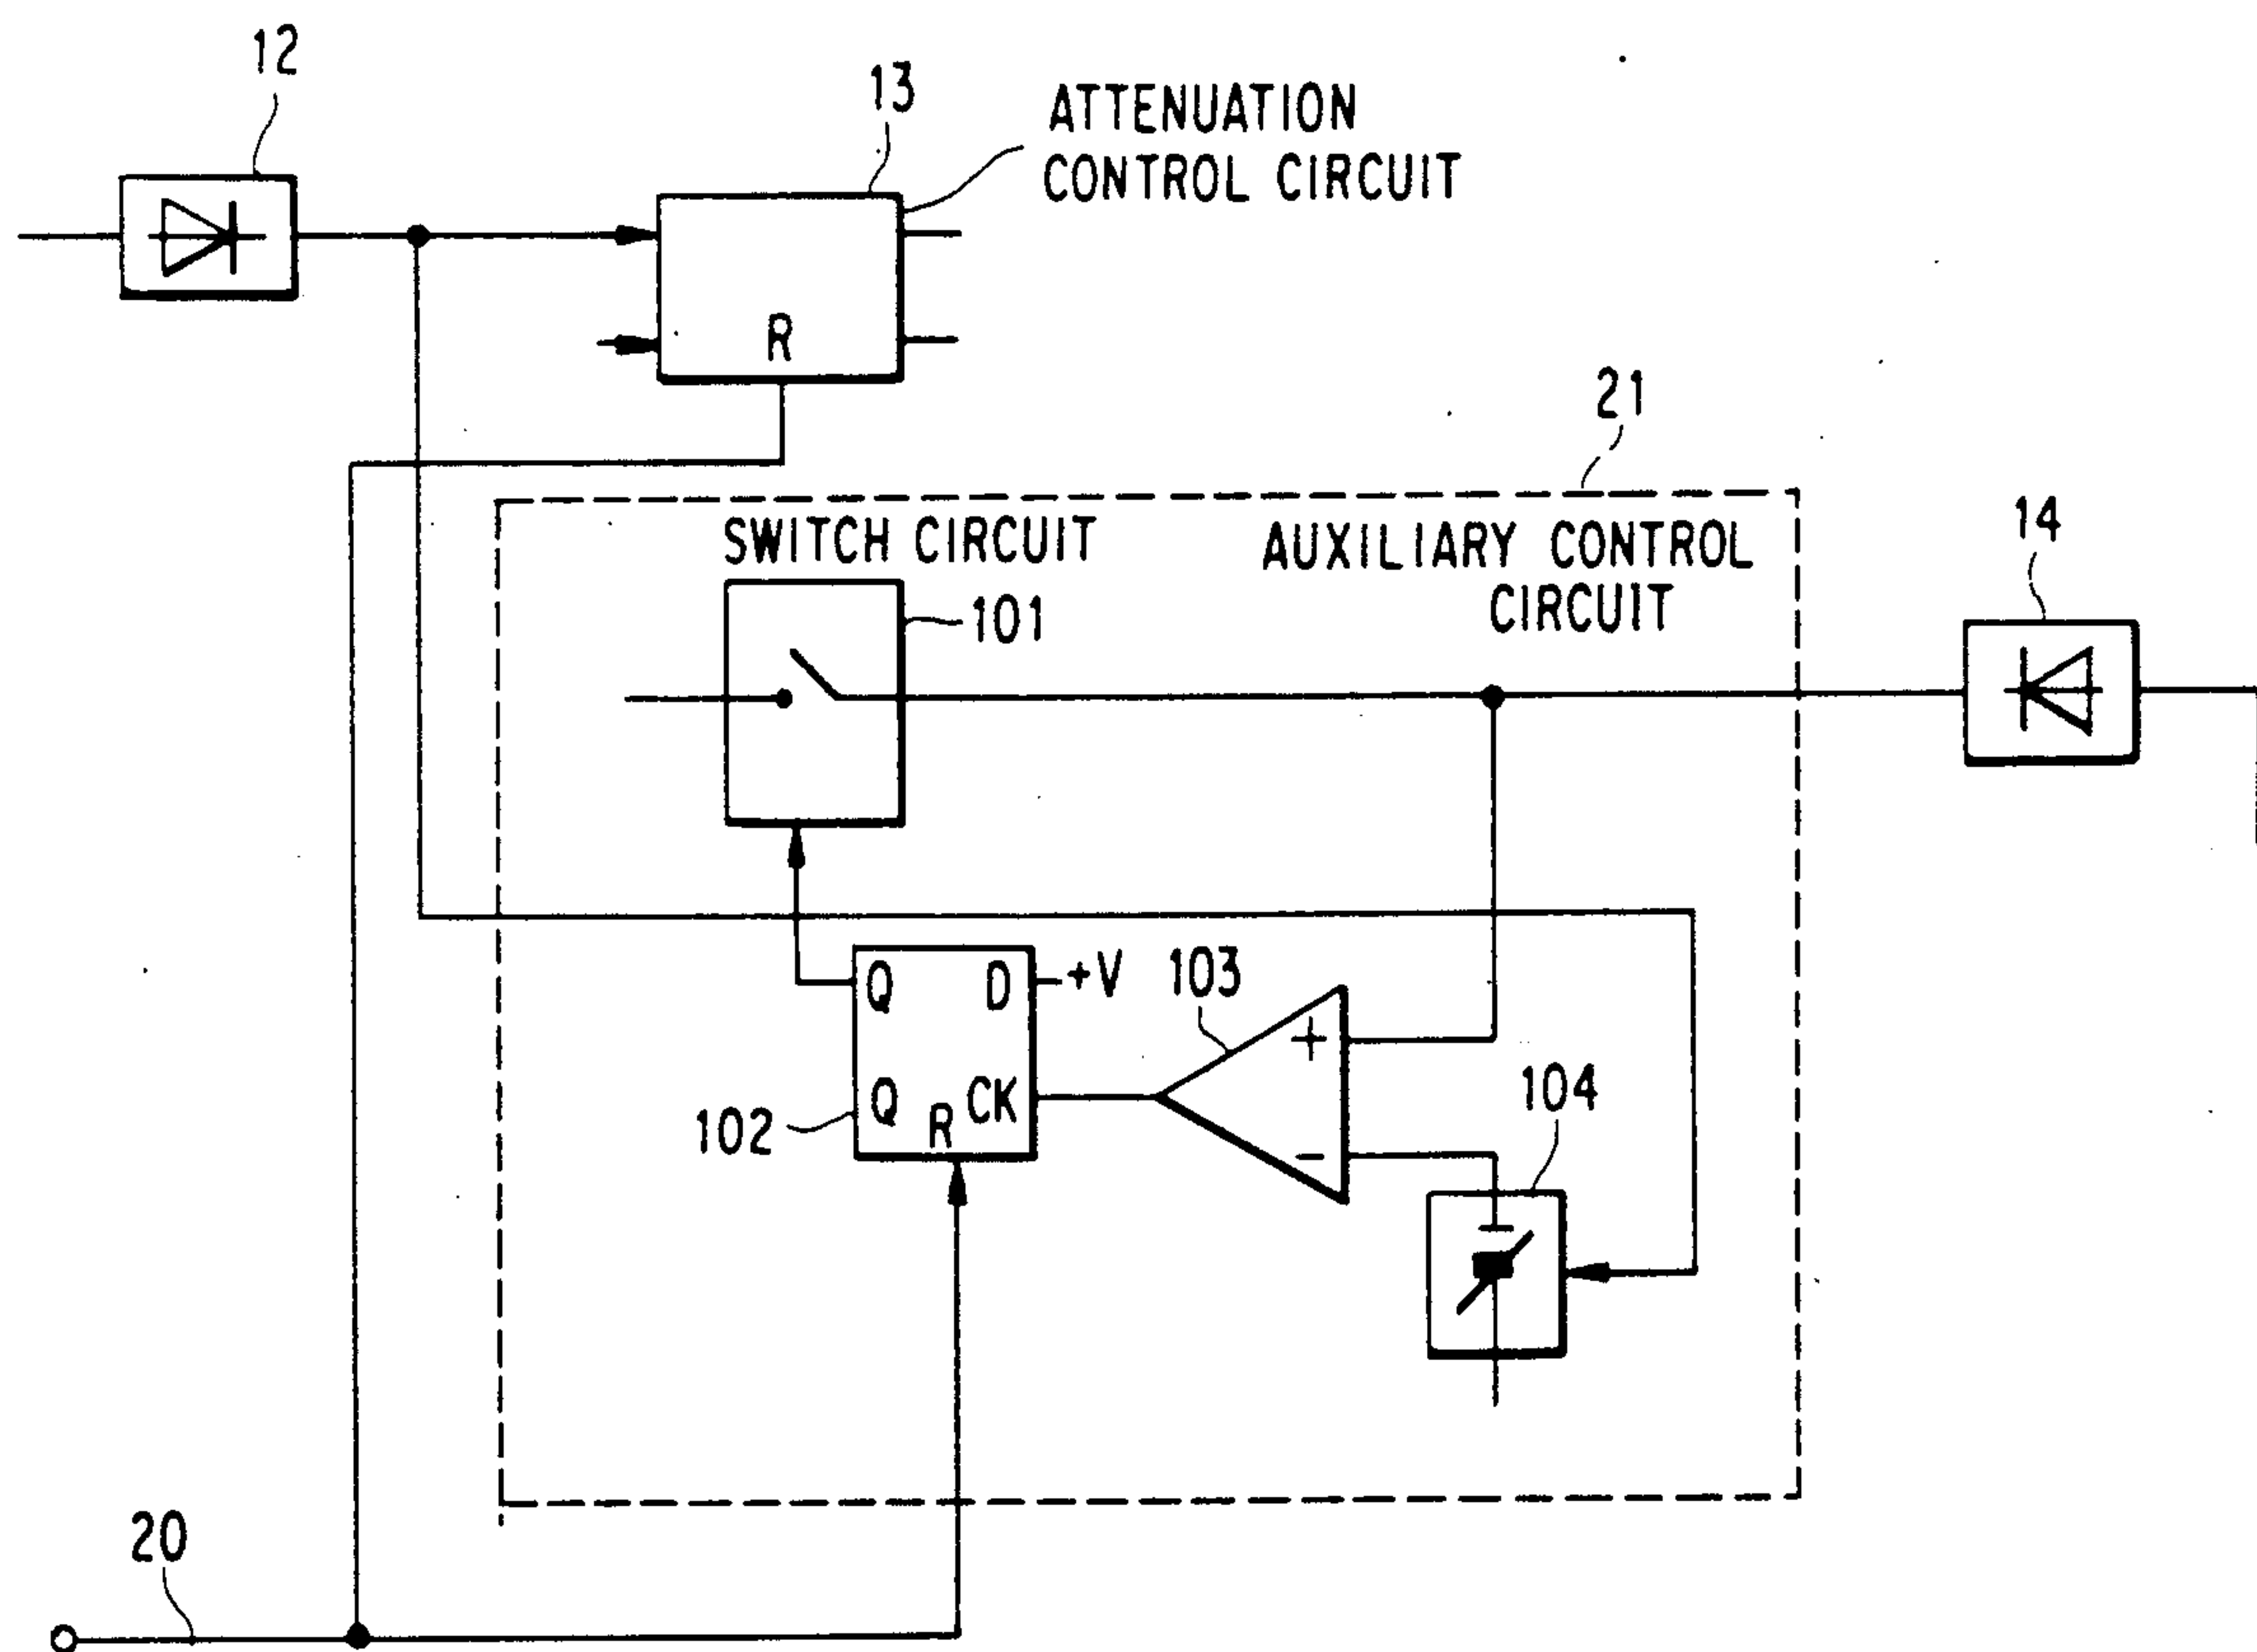 12
13
ATTENUATION
CONTROL CIRCUIT
R
21
SWITCH CIRCUIT
AUXILIARY CONTROL
CIRCUIT
14
101
Q
D
+V
103
+
104
Q
CK
R
102
-
20